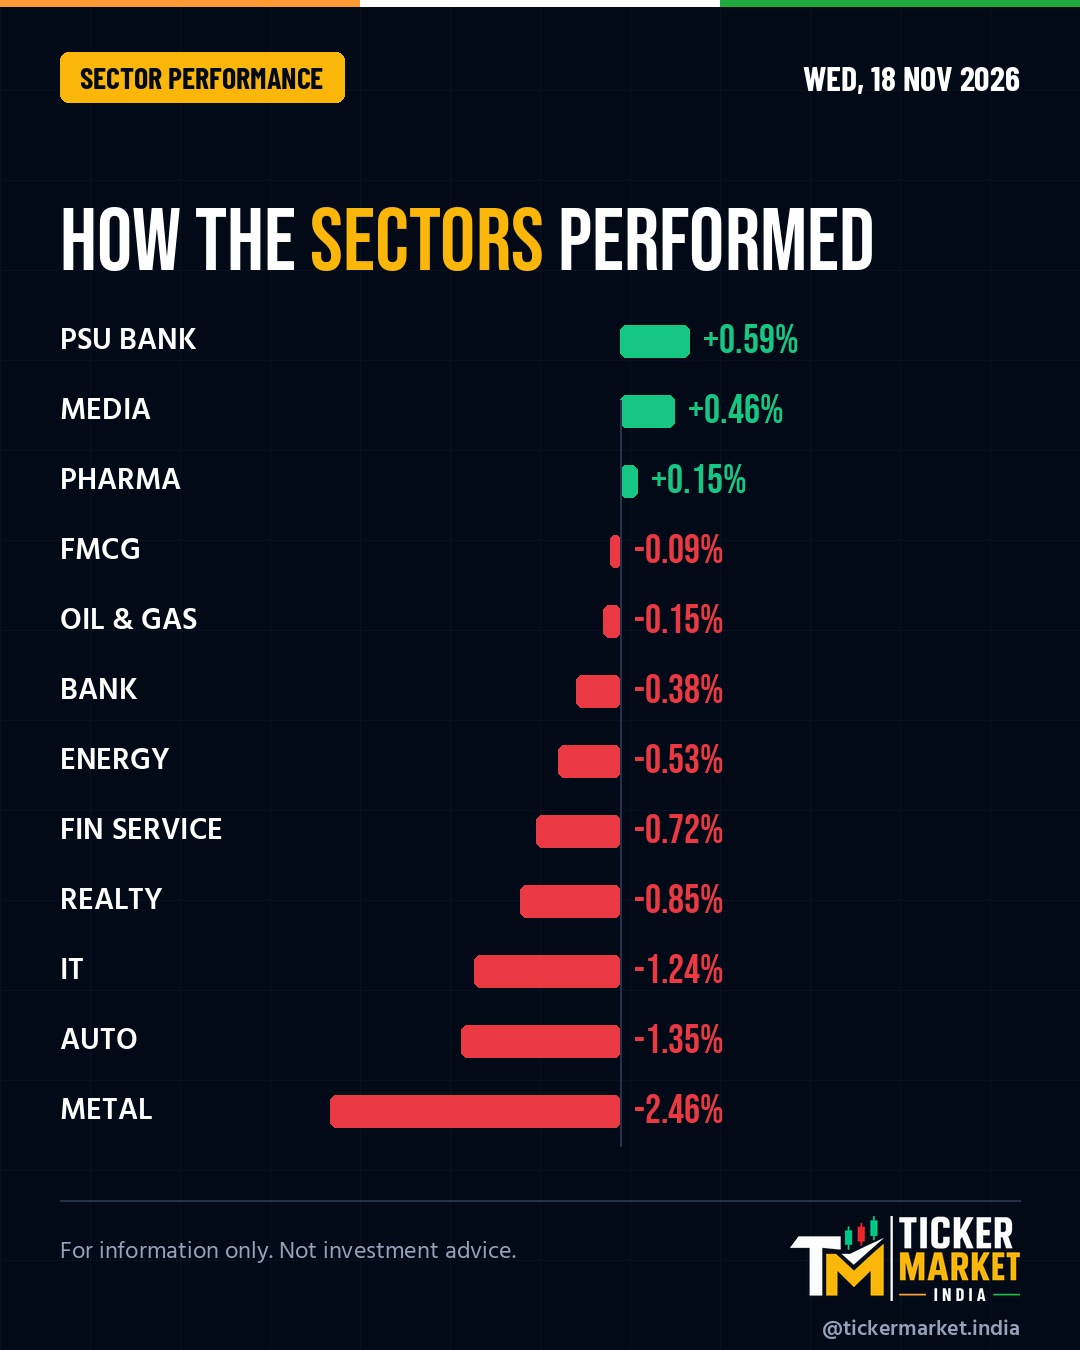 SECTOR PERFORMANCE
WED, 18 NOV 2026
HOW THE SECTORS PERFORMED
PSU BANK +0.59%
MEDIA +0.46%
PHARMA +0.15%
FMCG -0.09%
OIL & GAS -0.15%
BANK -0.38%
ENERGY -0.53%
FIN SERVICE -0.72%
REALTY -0.85%
IT -1.24%
AUTO -1.35%
METAL -2.46%
For information only. Not investment advice.
TM
TICKER
MARKET
INDIA
@tickermarket.india